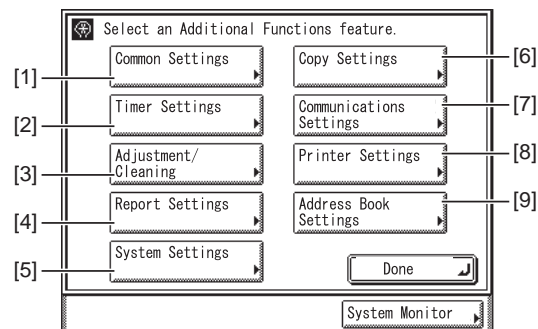 Select an Additional Functions feature.
Common Settings
Copy Settings
[6]
[1]
Timer Settings
Communications
Settings
[7]
[2]
Adjustment/
Cleaning
Printer Settings
[8]
[3]
Report Settings
Address Book
Settings
[9]
[4]
System Settings
[5]
Done
System Monitor